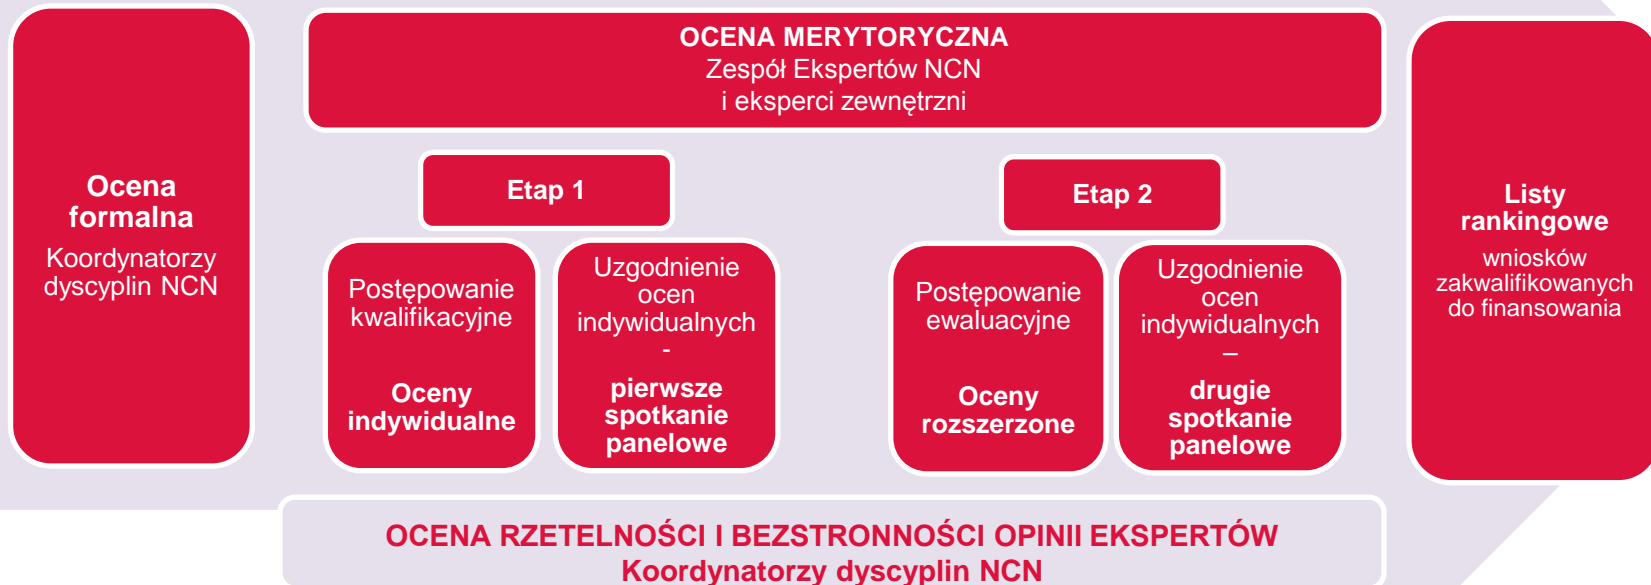 Ocena
formalna
Koordynatorzy
dyscyplin NCN
OCENA MERYTORYCZNA
Zespół Ekspertów NCN
i eksperci zewnętrzni
Etap 1
Postępowanie
kwalifikacyjne
Oceny
indywidualne
Uzgodnienie
ocen
indywidualnych
-
pierwsze
spotkanie
panelowe
Etap 2
Postępowanie
ewaluacyjne
Oceny
rozszerzone
Uzgodnienie
ocen
indywidualnych
–
drugie
spotkanie
panelowe
Listy
rankingowe
wniosków
zakwalifikowanych
do finansowania
OCENA RZETELNOŚCI I BEZSTRONNOŚCI OPINII EKSPERTÓW
Koordynatorzy dyscyplin NCN